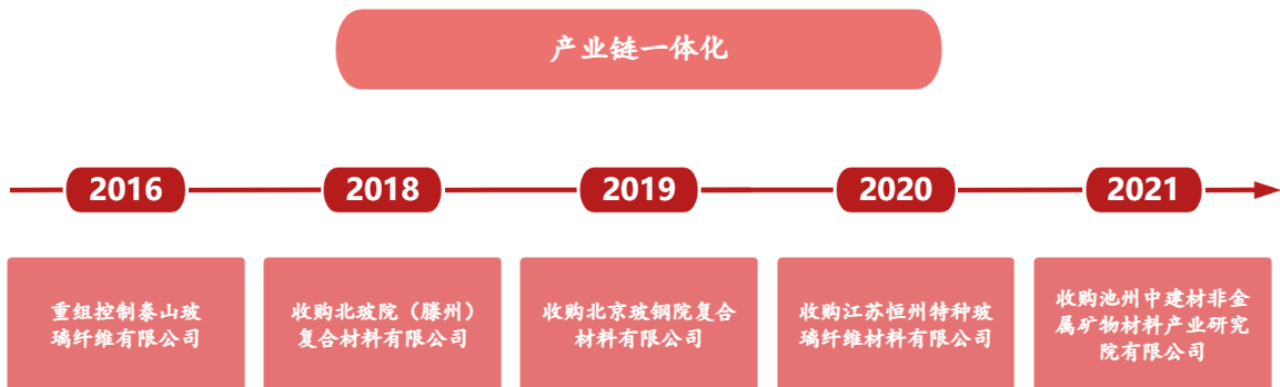 产业链一体化
2016
2018
2019
2020
2021
重组控制泰山玻
璃纤维有限公司
收购北玻院（滕州）
复合材料有限公司
收购北京玻钢院复合
材料有限公司
收购江苏恒州特种玻
璃纤维材料有限公司
收购池州中建材非金
属矿物材料产业研究
院有限公司